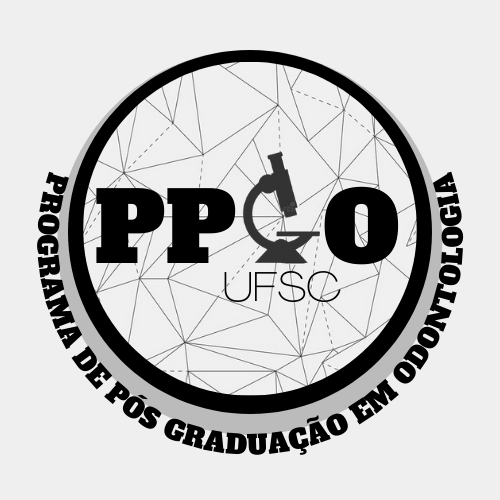 PPGO
UFSC
PROGRAMA DE PÓS GRADUAÇÃO EM ODONTOLOGIA